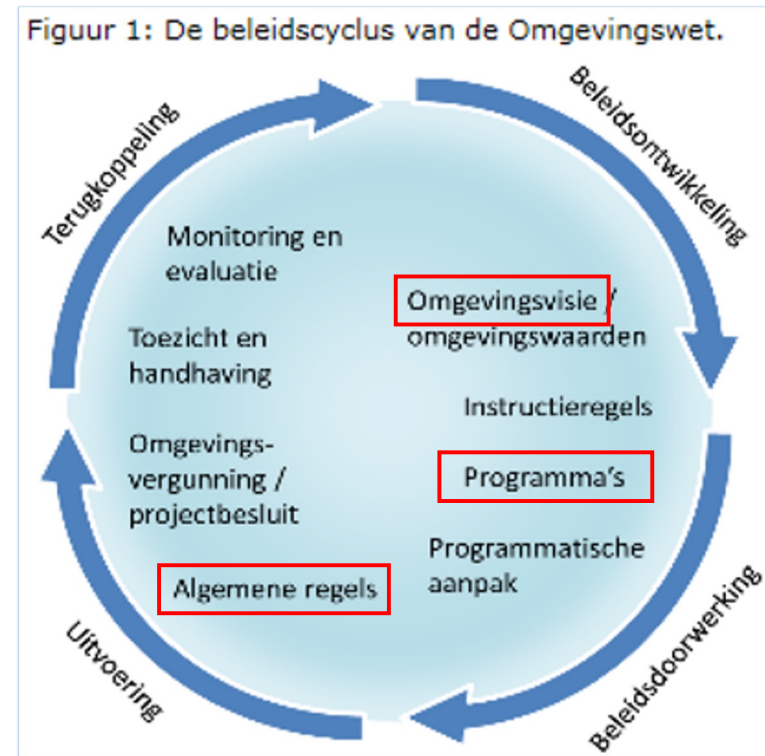 Figuur 1: De beleidscyclus van de Omgevingswet.
Terugkoppeling
Beleidsontwikkeling
Monitoring en
evaluatie
Omgevingsvisie /
omgevingswaarden
Toezicht en
handhaving
Instructieregels
Omgevings-
vergunning /
projectbesluit
Programma's
Programmatische
aanpak
Algemene regels
Uitvoering
Beleidsdoorwerking